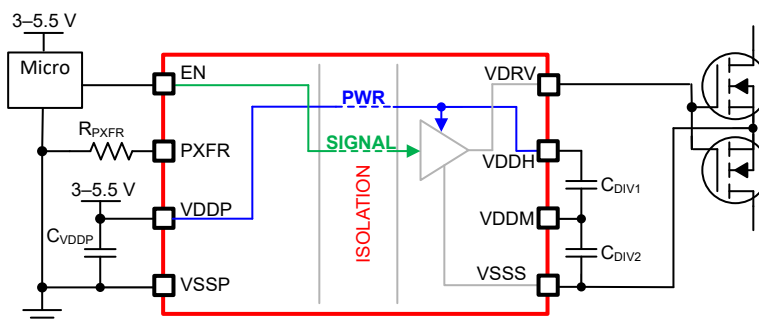 3–5.5 V
Micro
EN
PWR
VDRV
RPXFR
PXFR
SIGNAL
VDDH
3–5.5 V
ISOLATION
CDIV1
VDDP
VDDM
CVDDP
CDIV2
VSSP
VSSS